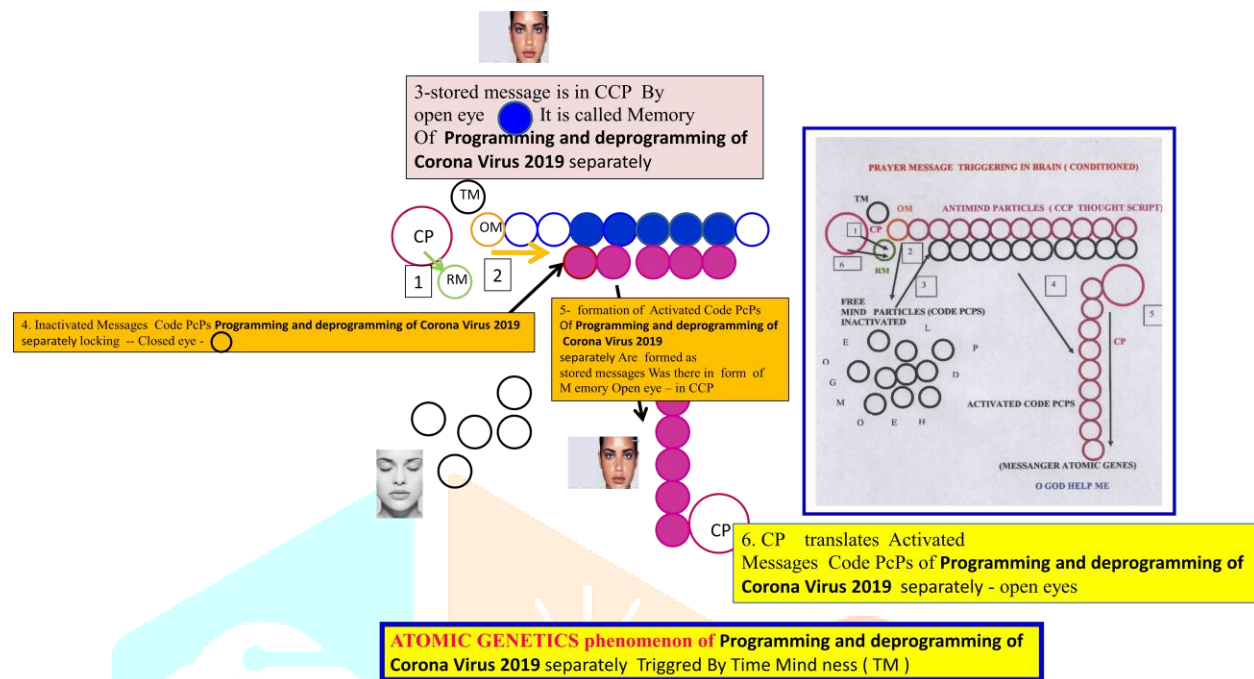 3-stored message is in CCP By
open eye It is called Memory
Of Programming and deprogramming of
Corona Virus 2019 separately
TM
OM
CP
RM
1
2
4. Inactivated Messages Code PcPs Programming and deprogramming of Corona Virus 2019
separately locking -- Closed eye -
5- formation of Activated Code PcPs
Of Programming and deprogramming of
Corona Virus 2019
separately Are formed as
stored messages Was there in form of
M emory Open eye – in CCP
CP
6. CP translates Activated
Messages Code PcPs of Programming and deprogramming of
Corona Virus 2019 separately - open eyes
ATOMIC GENETICS phenomenon of Programming and deprogramming of
Corona Virus 2019 separately Triggred By Time Mind ness ( TM )
PRAYER MESSAGE TRIGGERING IN BRAIN ( CONDITIONED)
TM
OM
ANTIMIND PARTICLES ( CCP THOUGHT SCRIPT)
CP
1
6
RM
2
3
4
5
FREE
MIND PARTICLES (CODE PCPS)
INACTIVATED
E
L
P
O
G
D
M
O
E
H
CP
ACTIVATED CODE PCPS
(MESSANGER ATOMIC GENES)
O GOD HELP ME